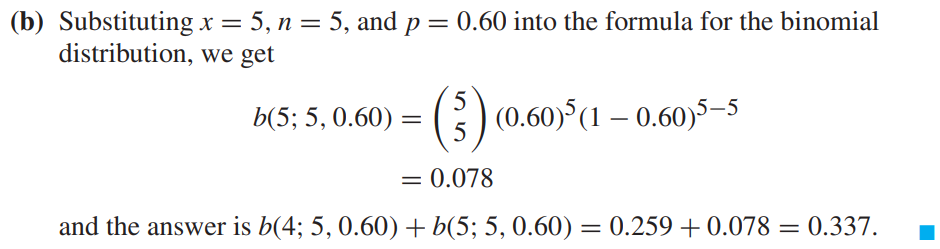 (b) Substituting x = 5, n = 5, and p = 0.60 into the formula for the binomial
distribution, we get
b(5; 5, 0.60) = \binom{5}{5} (0.60)^5 (1 − 0.60)^{5−5}
= 0.078
and the answer is b(4; 5, 0.60) + b(5; 5, 0.60) = 0.259 + 0.078 = 0.337.